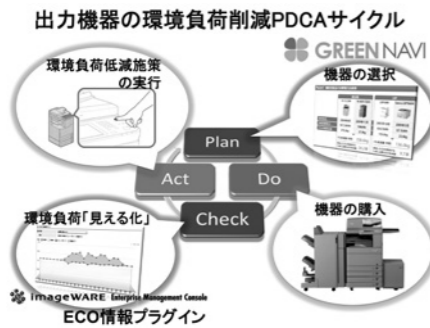 出力機器の環境負荷削減PDCAサイクル
GREEN NAVI
環境負荷低減施策
の実行
機器の選択
Plan
Act
Do
Check
環境負荷「見える化」
機器の購入
imageWARE Enterprise Management Console
ECO情報プラグイン